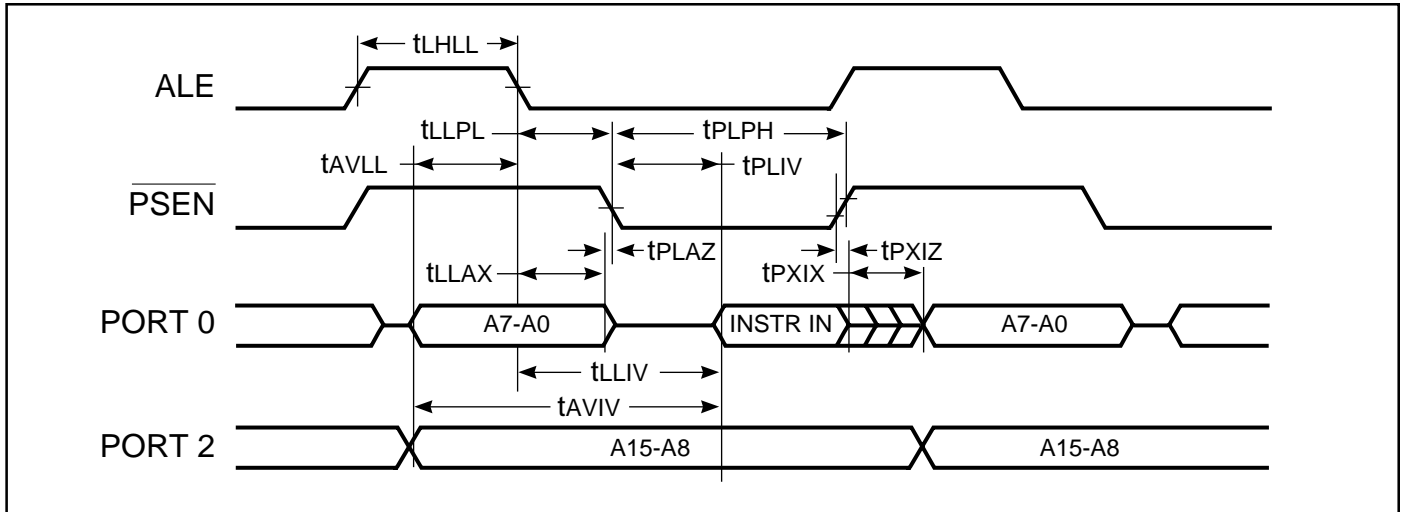 tLHLL
ALE
tLLPL
tPLPH
tAVLL
tPLIV
PSEN
tPLAZ
tPXIZ
tLLAX
tPXIX
PORT 0
A7-A0
INSTR IN
A7-A0
tLLIV
tAVIV
PORT 2
A15-A8
A15-A8